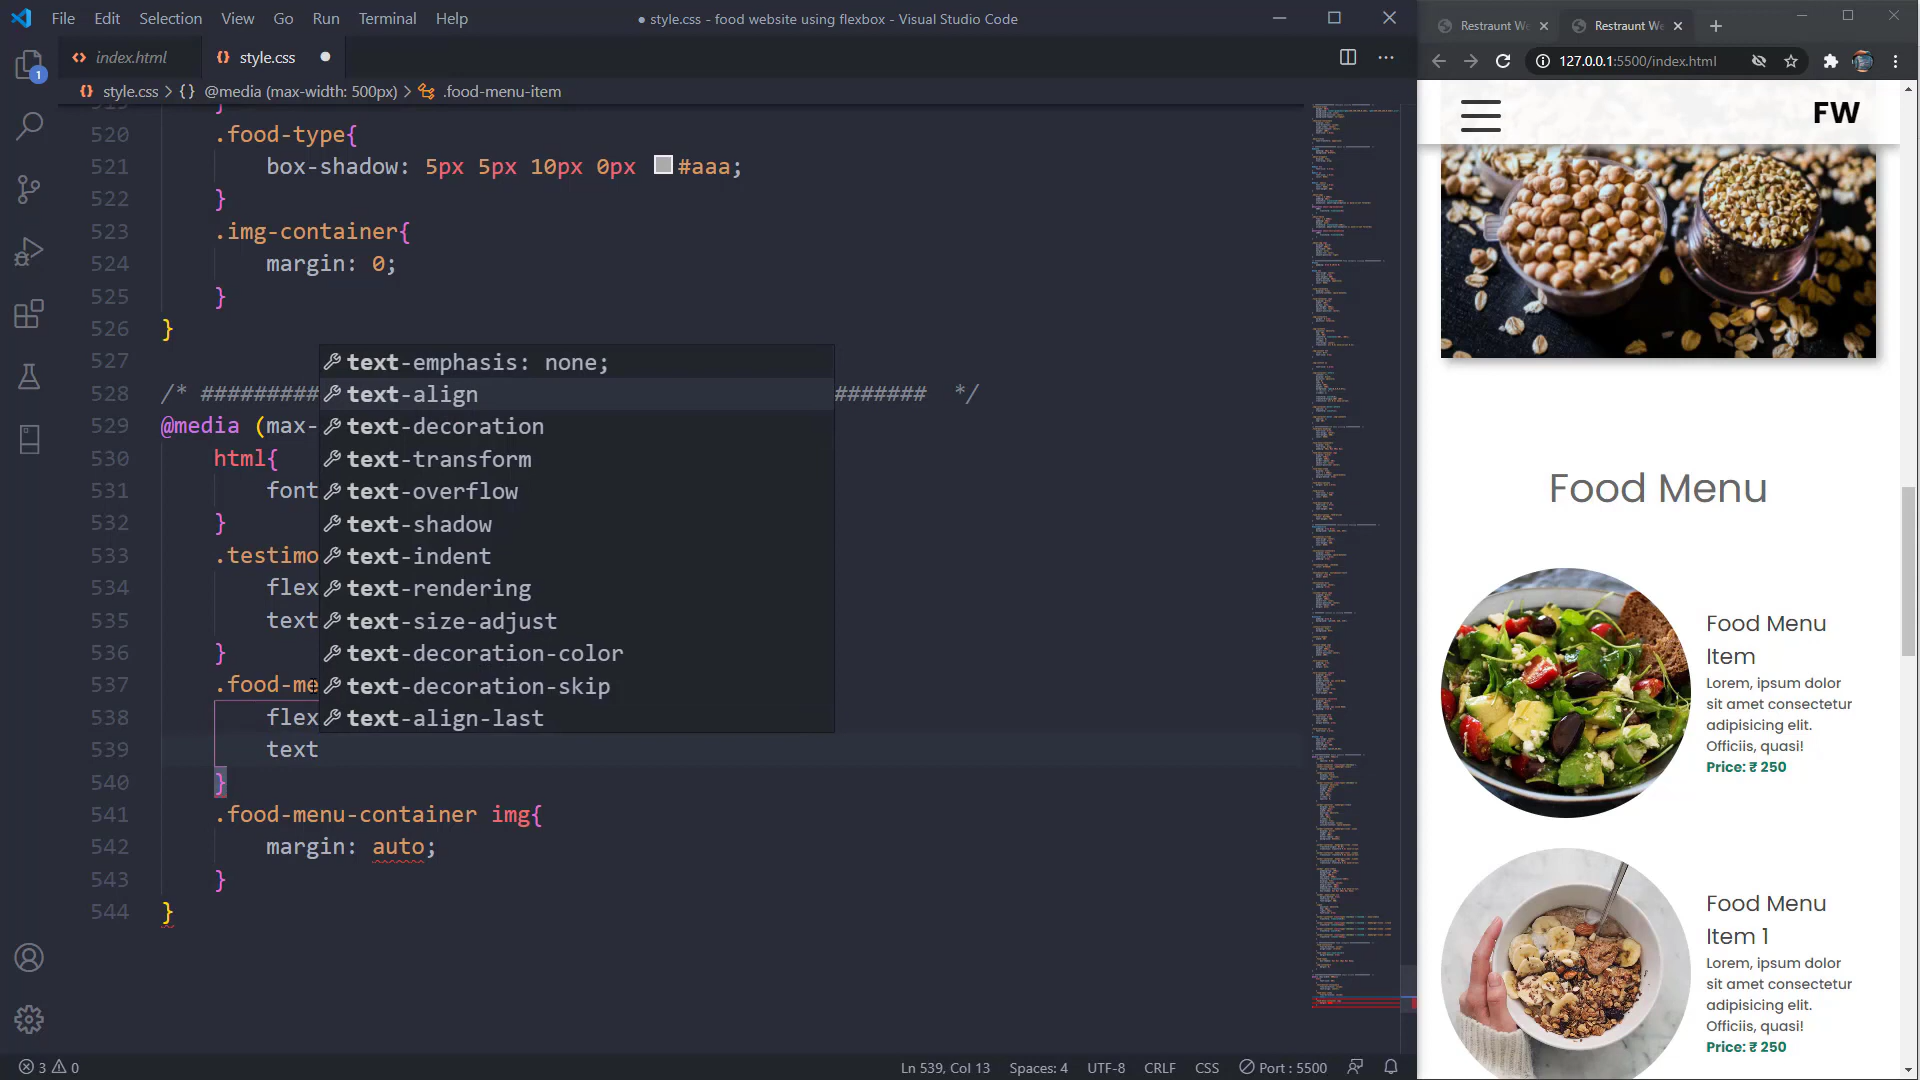 File Edit Selection View Go Run Terminal Help
● style.css - food website using flexbox - Visual Studio Code
index.html
style.css
style.css > {} @media (max-width: 500px) > .food-menu-item
1
520 .food-type{
521 box-shadow: 5px 5px 10px 0px #aaa;
522 }
523 .img-container{
524 margin: 0;
525 }
526 }
527
528 /* ######### ####### */
529 @media (max-
530 html{
531 font
532 }
533 .testimo
534 flex
535 text
536 }
537 .food-me
538 flex
539 text
540 }
541 .food-menu-container img{
542 margin: auto;
543 }
544 }
text-emphasis: none;
text-align
text-decoration
text-transform
text-overflow
text-shadow
text-indent
text-rendering
text-size-adjust
text-decoration-color
text-decoration-skip
text-align-last
3 0
Ln 539, Col 13 Spaces: 4 UTF-8 CRLF CSS Port : 5500
Restraunt We
Restraunt We
127.0.0.1:5500/index.html
FW
Food Menu
Food Menu
Item
Lorem, ipsum dolor
sit amet consectetur
adipisicing elit.
Officiis, quasi!
Price: ₹ 250
Food Menu
Item 1
Lorem, ipsum dolor
sit amet consectetur
adipisicing elit.
Officiis, quasi!
Price: ₹ 250